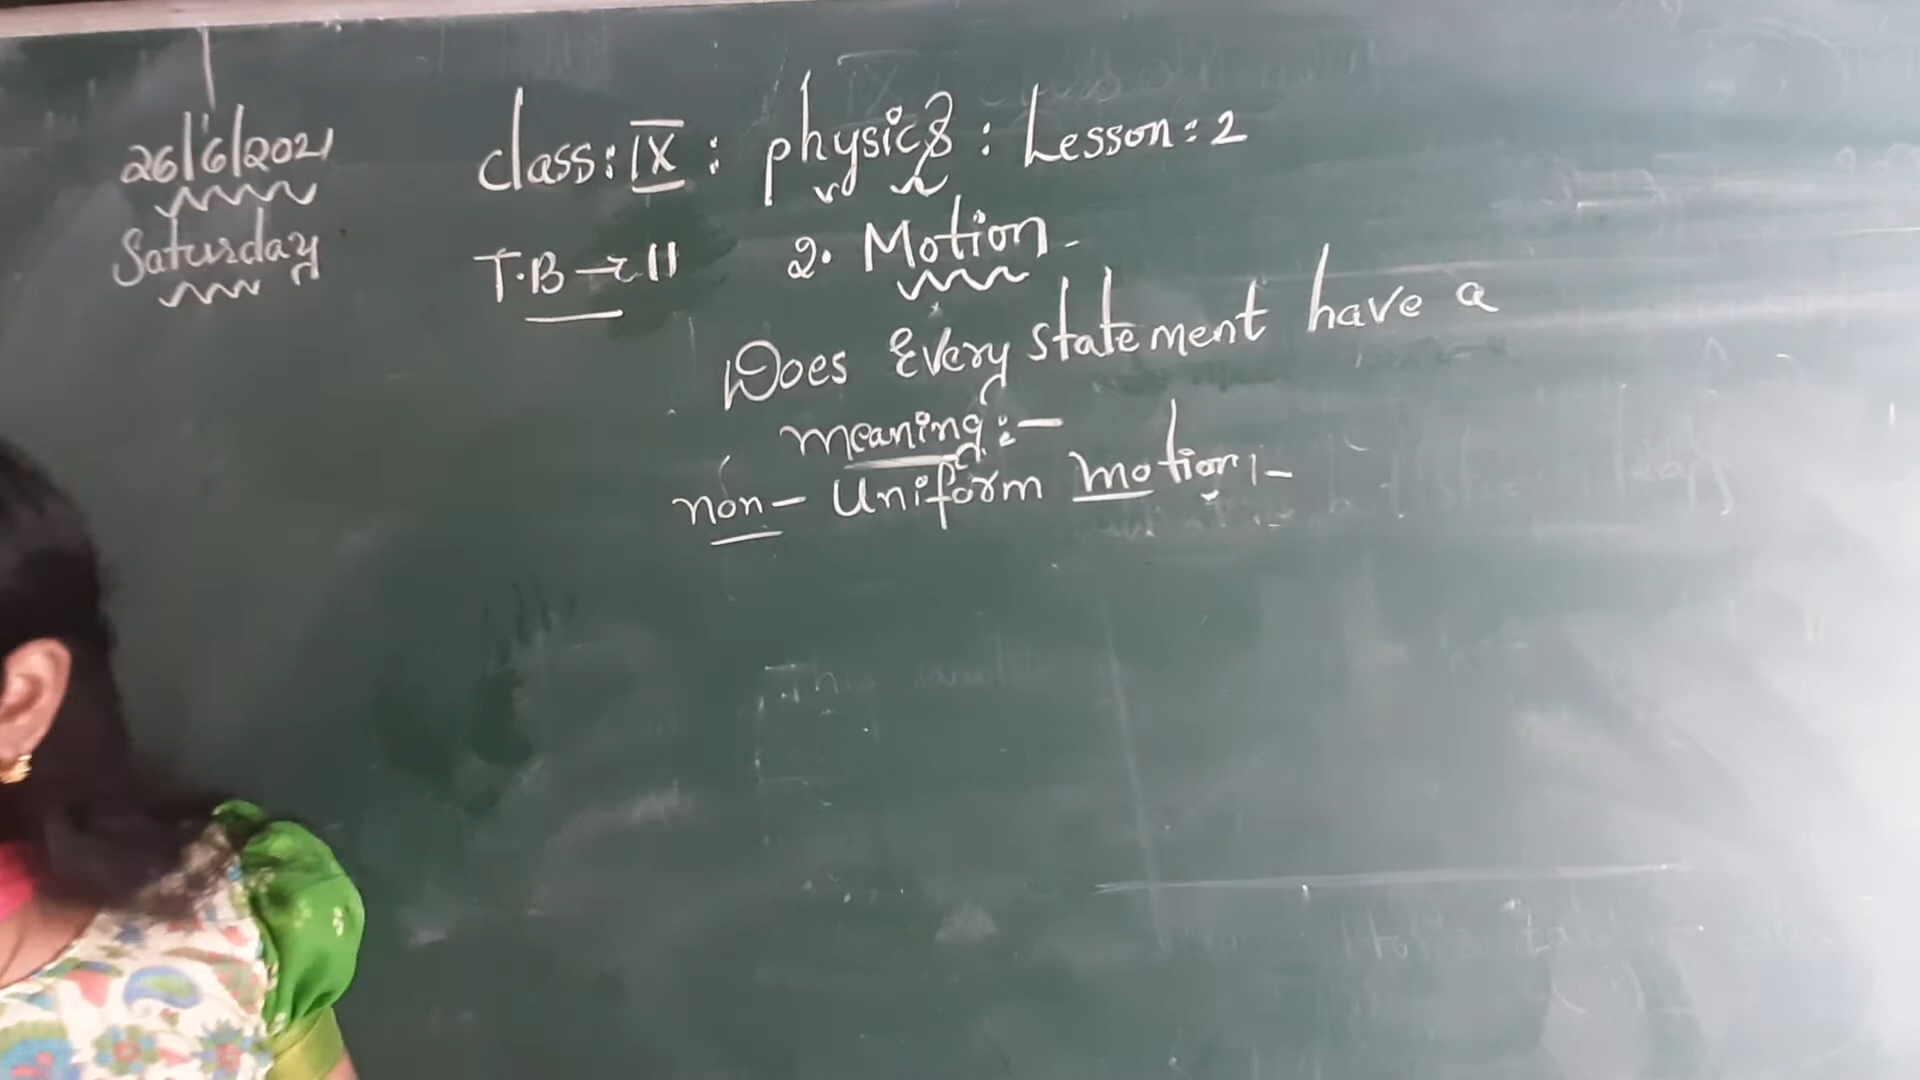 26/6/2021
Saturday
class: IX : physics : Lesson: 2
T.B → 11
2. Motion
Does Every statement have a
meaning :-
non- Uniform motion :-